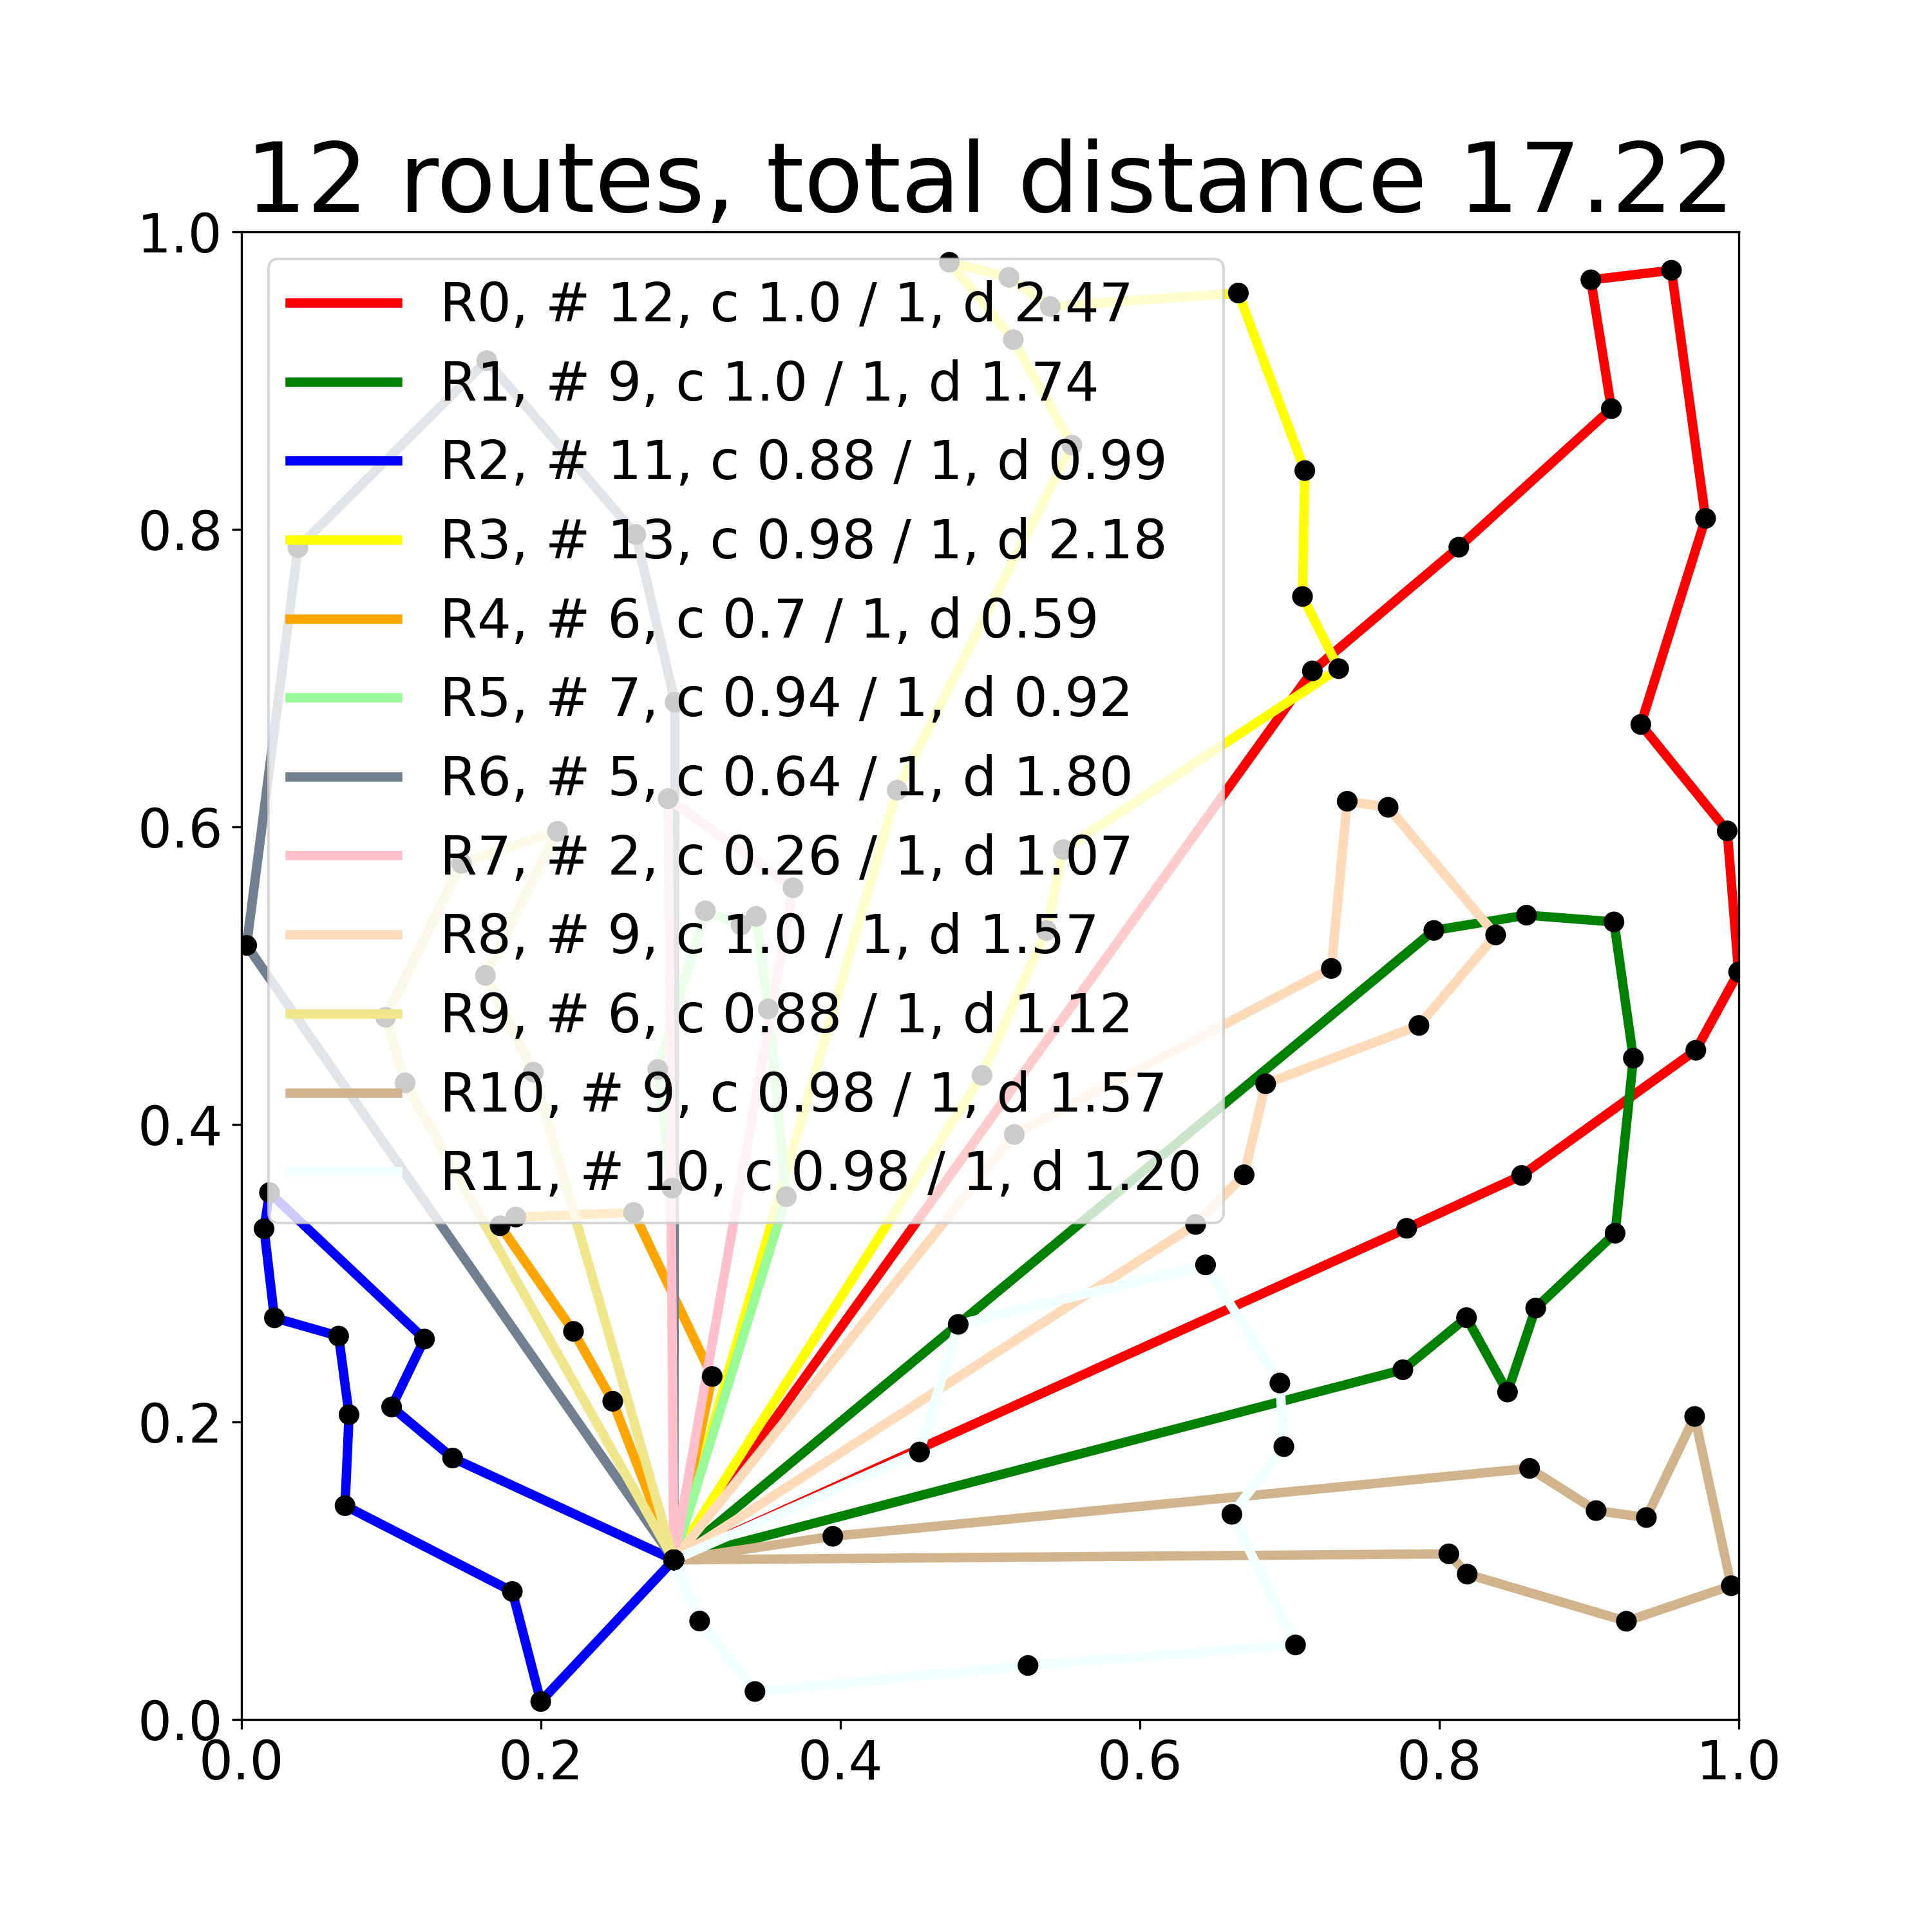 12 routes, total distance 17.22
1.0
0.8
0.6
0.4
0.2
0.0
R0, # 12, c 1.0 / 1, d 2.47
R1, # 9, c 1.0 / 1, d 1.74
R2, # 11, c 0.88 / 1, d 0.99
R3, # 13, c 0.98 / 1, d 2.18
R4, # 6, c 0.7 / 1, d 0.59
R5, # 7, c 0.94 / 1, d 0.92
R6, # 5, c 0.64 / 1, d 1.80
R7, # 2, c 0.26 / 1, d 1.07
R8, # 9, c 1.0 / 1, d 1.57
R9, # 6, c 0.88 / 1, d 1.12
R10, # 9, c 0.98 / 1, d 1.57
R11, # 10, c 0.98 / 1, d 1.20
0.0 0.2 0.4 0.6 0.8 1.0